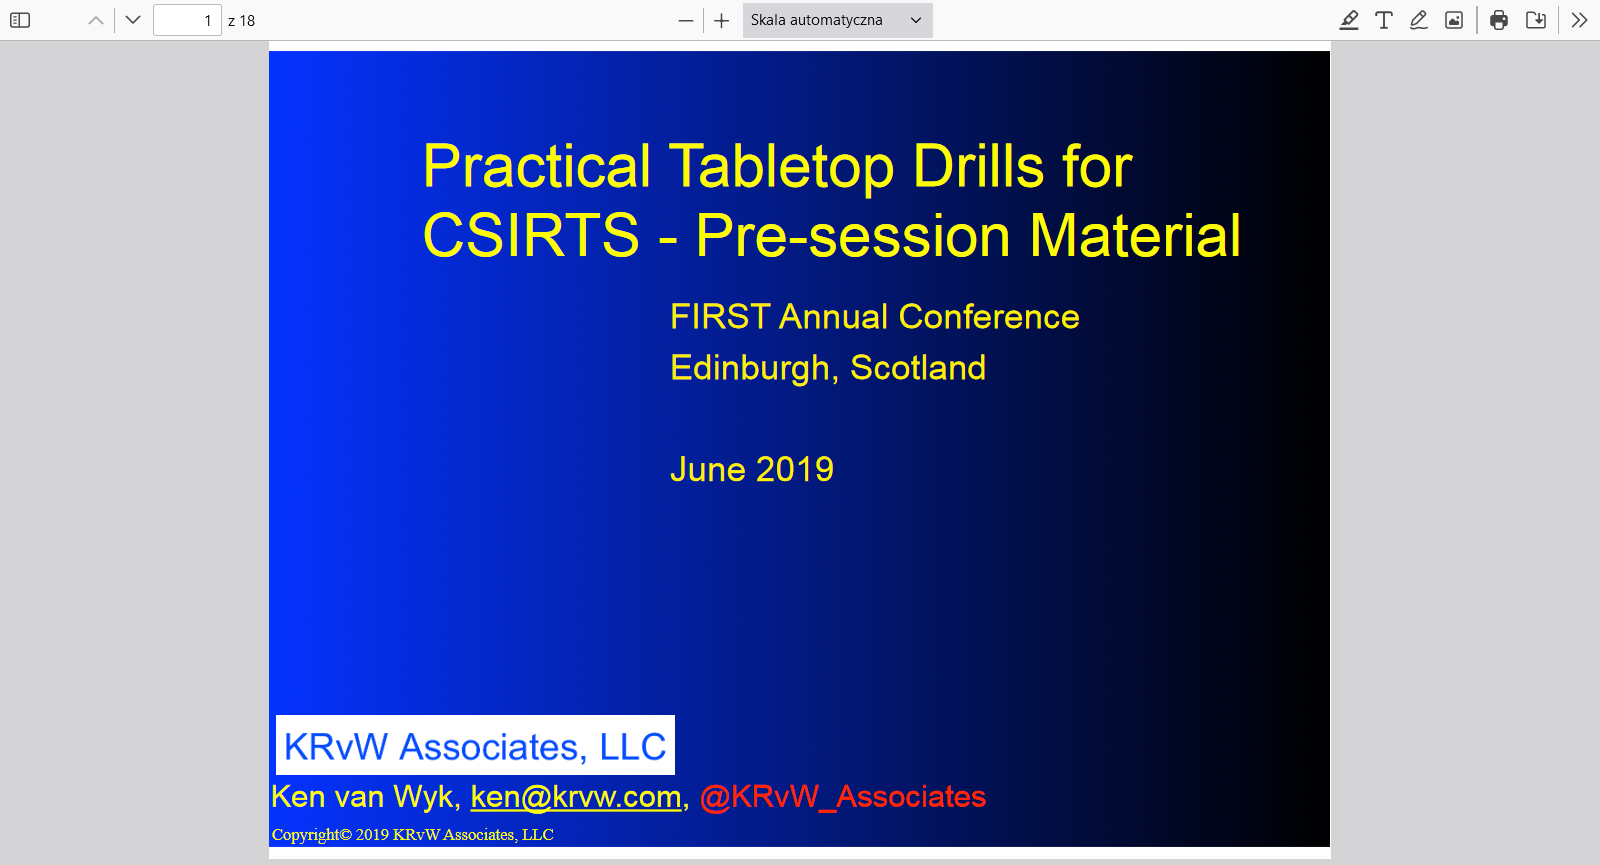 1 z 18 Skala automatyczna
Practical Tabletop Drills for
CSIRTS - Pre-session Material
FIRST Annual Conference
Edinburgh, Scotland
June 2019
KRvW Associates, LLC
Ken van Wyk, ken@krvw.com, @KRvW_Associates
Copyright© 2019 KRvW Associates, LLC